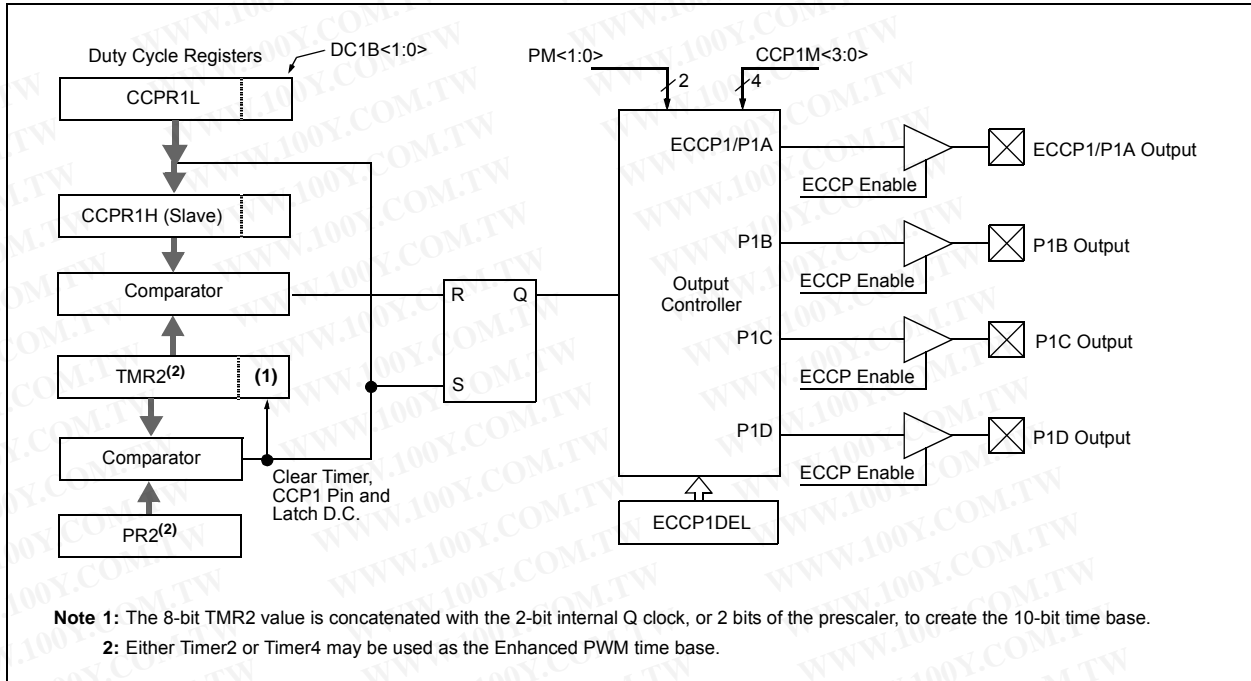 Duty Cycle Registers
DC1B<1:0>
CCPR1L
CCPR1H (Slave)
Comparator
TMR2(2)
(1)
Comparator
PR2(2)
Clear Timer,
CCP1 Pin and
Latch D.C.
R Q
S
PM<1:0>
2
CCP1M<3:0>
4
ECCP1/P1A
P1B
Output
Controller
P1C
P1D
ECCP1DEL
ECCP Enable
ECCP1/P1A Output
ECCP Enable
P1B Output
ECCP Enable
P1C Output
ECCP Enable
P1D Output
Note 1: The 8-bit TMR2 value is concatenated with the 2-bit internal Q clock, or 2 bits of the prescaler, to create the 10-bit time base.
2: Either Timer2 or Timer4 may be used as the Enhanced PWM time base.
WWW.100Y.COM.TW